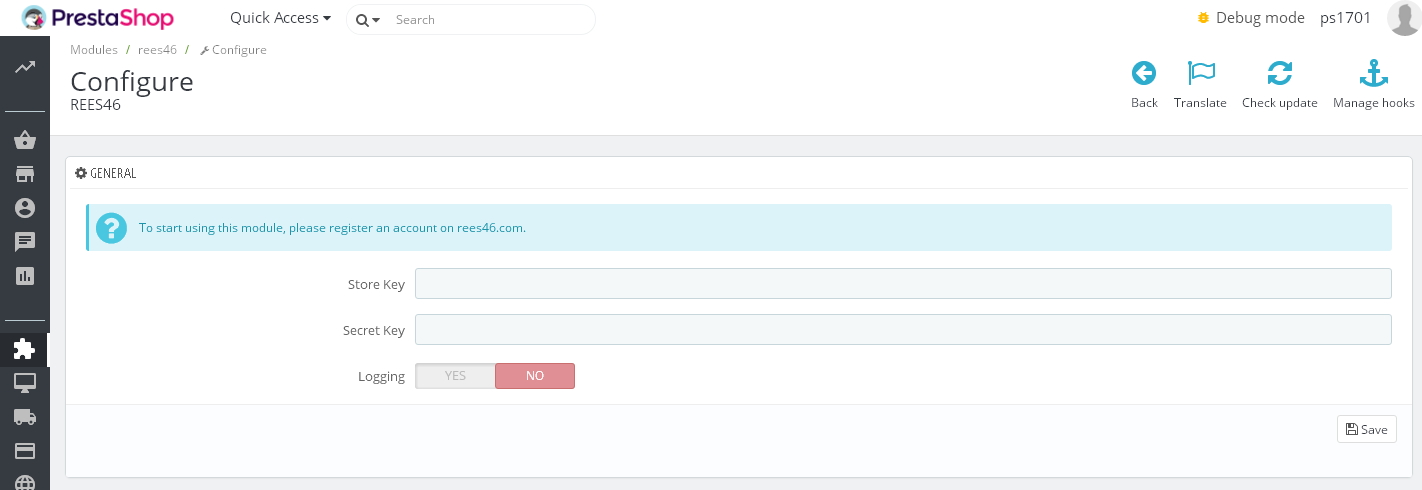 PrestaShop Quick Access Search Debug mode ps1701
Modules / rees46 / Configure
Configure
REES46
Back Translate Check update Manage hooks
GENERAL
To start using this module, please register an account on rees46.com.
Store Key
Secret Key
Logging YES NO
Save